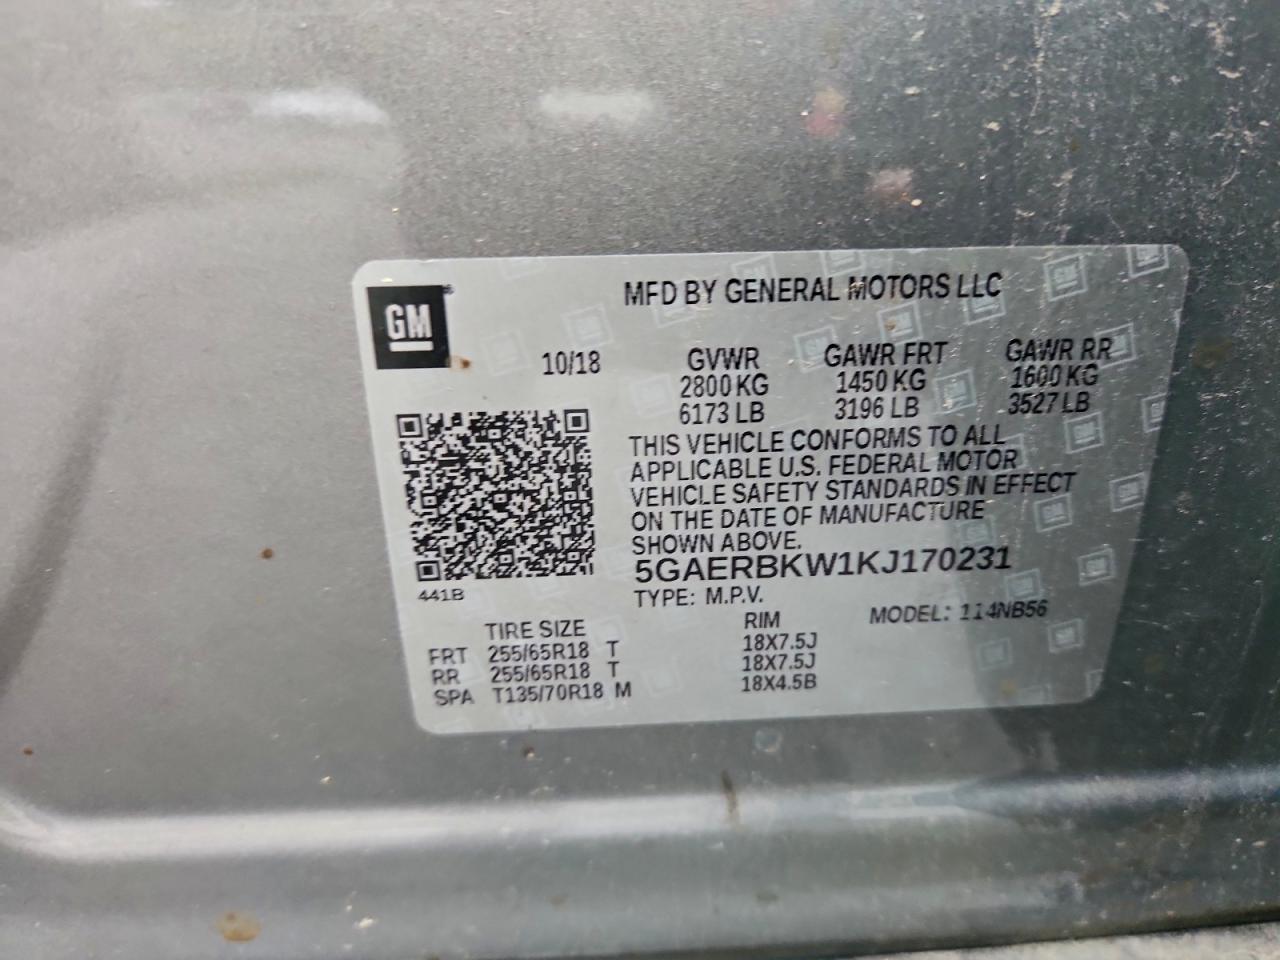 GM
MFD BY GENERAL MOTORS LLC
10/18 GVWR GAWR FRT GAWR RR
2800 KG 1450 KG 1600 KG
6173 LB 3196 LB 3527 LB
THIS VEHICLE CONFORMS TO ALL
APPLICABLE U.S. FEDERAL MOTOR
VEHICLE SAFETY STANDARDS IN EFFECT
ON THE DATE OF MANUFACTURE
SHOWN ABOVE.
5GAERBKW1KJ170231
441B
TYPE: M.P.V. MODEL: 114NB56
TIRE SIZE RIM
FRT 255/65R18 T 18X7.5J
RR 255/65R18 T 18X7.5J
SPA T135/70R18 M 18X4.5B